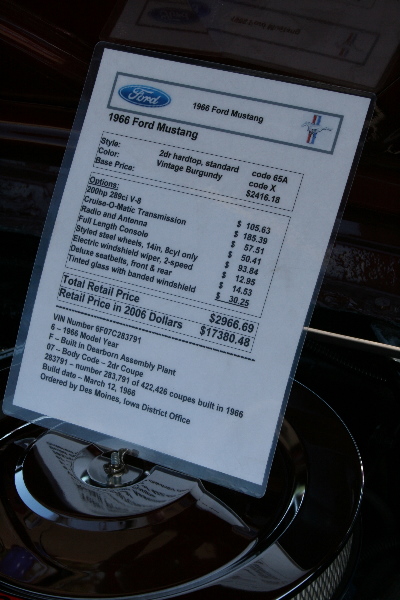 Ford
1966 Ford Mustang
1966 Ford Mustang
Style: 2dr hardtop, standard code 65A
Color: Vintage Burgundy code X
Base Price: $2416.18
Options:
200hp 289ci V-8 $ 105.63
Cruise-O-Matic Transmission $ 185.39
Radio and Antenna $ 57.51
Full Length Console $ 50.41
Styled steel wheels, 14in, 8cyl only $ 93.84
Electric windshield wiper, 2-speed $ 12.95
Deluxe seatbelts, front & rear $ 14.53
Tinted glass with banded windshield $ 30.25
Total Retail Price $2966.69
Retail Price in 2006 Dollars $17380.48
VIN Number 6F07C283791
6 – 1966 Model Year
F – Built in Dearborn Assembly Plant
07 – Body Code – 2dr Coupe
283791 - number 283,791 of 422,426 coupes built in 1966
Build date – March 12, 1966
Ordered by Des Moines, Iowa District Office